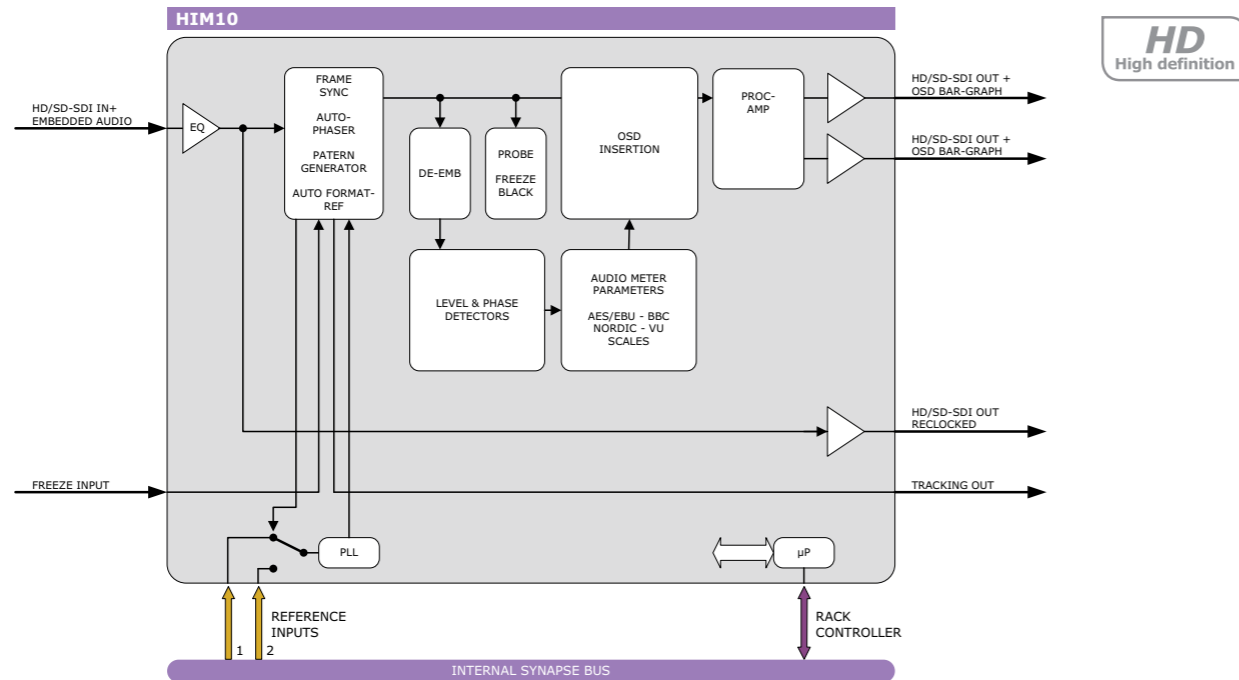 HIM10
HD
High definition
HD/SD-SDI IN+
EMBEDDED AUDIO
EQ
FRAME
SYNC
AUTO-
PHASER
PATERN
GENERATOR
AUTO FORMAT-
REF
DE-EMB
PROBE
FREEZE
BLACK
OSD
INSERTION
PROC-
AMP
HD/SD-SDI OUT +
OSD BAR-GRAPH
HD/SD-SDI OUT +
OSD BAR-GRAPH
LEVEL & PHASE
DETECTORS
AUDIO METER
PARAMETERS
AES/EBU - BBC
NORDIC - VU
SCALES
HD/SD-SDI OUT
RECLOCKED
FREEZE INPUT
TRACKING OUT
PLL
µP
REFERENCE
INPUTS
1
2
RACK
CONTROLLER
INTERNAL SYNAPSE BUS